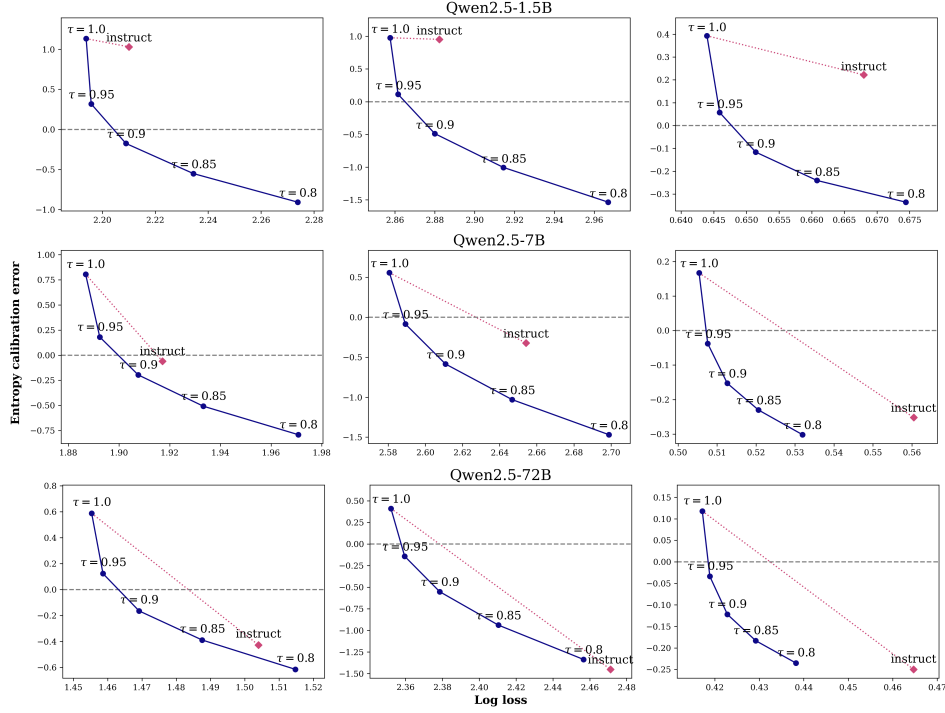 Qwen2.5-1.5B
τ = 1.0
instruct
τ = 0.95
τ = 0.9
τ = 0.85
τ = 0.8
1.0
0.5
0.0
−0.5
−1.0
2.20 2.22 2.24 2.26 2.28
τ = 1.0
instruct
τ = 0.95
τ = 0.9
τ = 0.85
τ = 0.8
1.0
0.5
0.0
−0.5
−1.0
−1.5
2.86 2.88 2.90 2.92 2.94 2.96
τ = 1.0
instruct
τ = 0.95
τ = 0.9
τ = 0.85
τ = 0.8
0.4
0.3
0.2
0.1
0.0
−0.1
−0.2
−0.3
0.640 0.645 0.650 0.655 0.660 0.665 0.670 0.675
Qwen2.5-7B
Entropy calibration error
τ = 1.0
τ = 0.95
instruct
τ = 0.9
τ = 0.85
τ = 0.8
1.00
0.75
0.50
0.25
0.00
−0.25
−0.50
−0.75
1.88 1.90 1.92 1.94 1.96 1.98
τ = 1.0
τ = 0.95
instruct
τ = 0.9
τ = 0.85
τ = 0.8
0.5
0.0
−0.5
−1.0
−1.5
2.58 2.60 2.62 2.64 2.66 2.68 2.70
τ = 1.0
τ = 0.95
τ = 0.9
τ = 0.85
instruct
τ = 0.8
0.2
0.1
0.0
−0.1
−0.2
−0.3
0.50 0.51 0.52 0.53 0.54 0.55 0.56
Qwen2.5-72B
τ = 1.0
τ = 0.95
τ = 0.9
τ = 0.85
instruct
τ = 0.8
0.8
0.6
0.4
0.2
0.0
−0.2
−0.4
−0.6
1.45 1.46 1.47 1.48 1.49 1.50 1.51 1.52
τ = 1.0
τ = 0.95
τ = 0.9
τ = 0.85
τ = 0.8
instruct
0.50
0.25
0.00
−0.25
−0.50
−0.75
−1.00
−1.25
−1.50
2.36 2.38 2.40 2.42 2.44 2.46 2.48
τ = 1.0
τ = 0.95
τ = 0.9
τ = 0.85
τ = 0.8
instruct
0.15
0.10
0.05
0.00
−0.05
−0.10
−0.15
−0.20
−0.25
0.42 0.43 0.44 0.45 0.46 0.47
Log loss